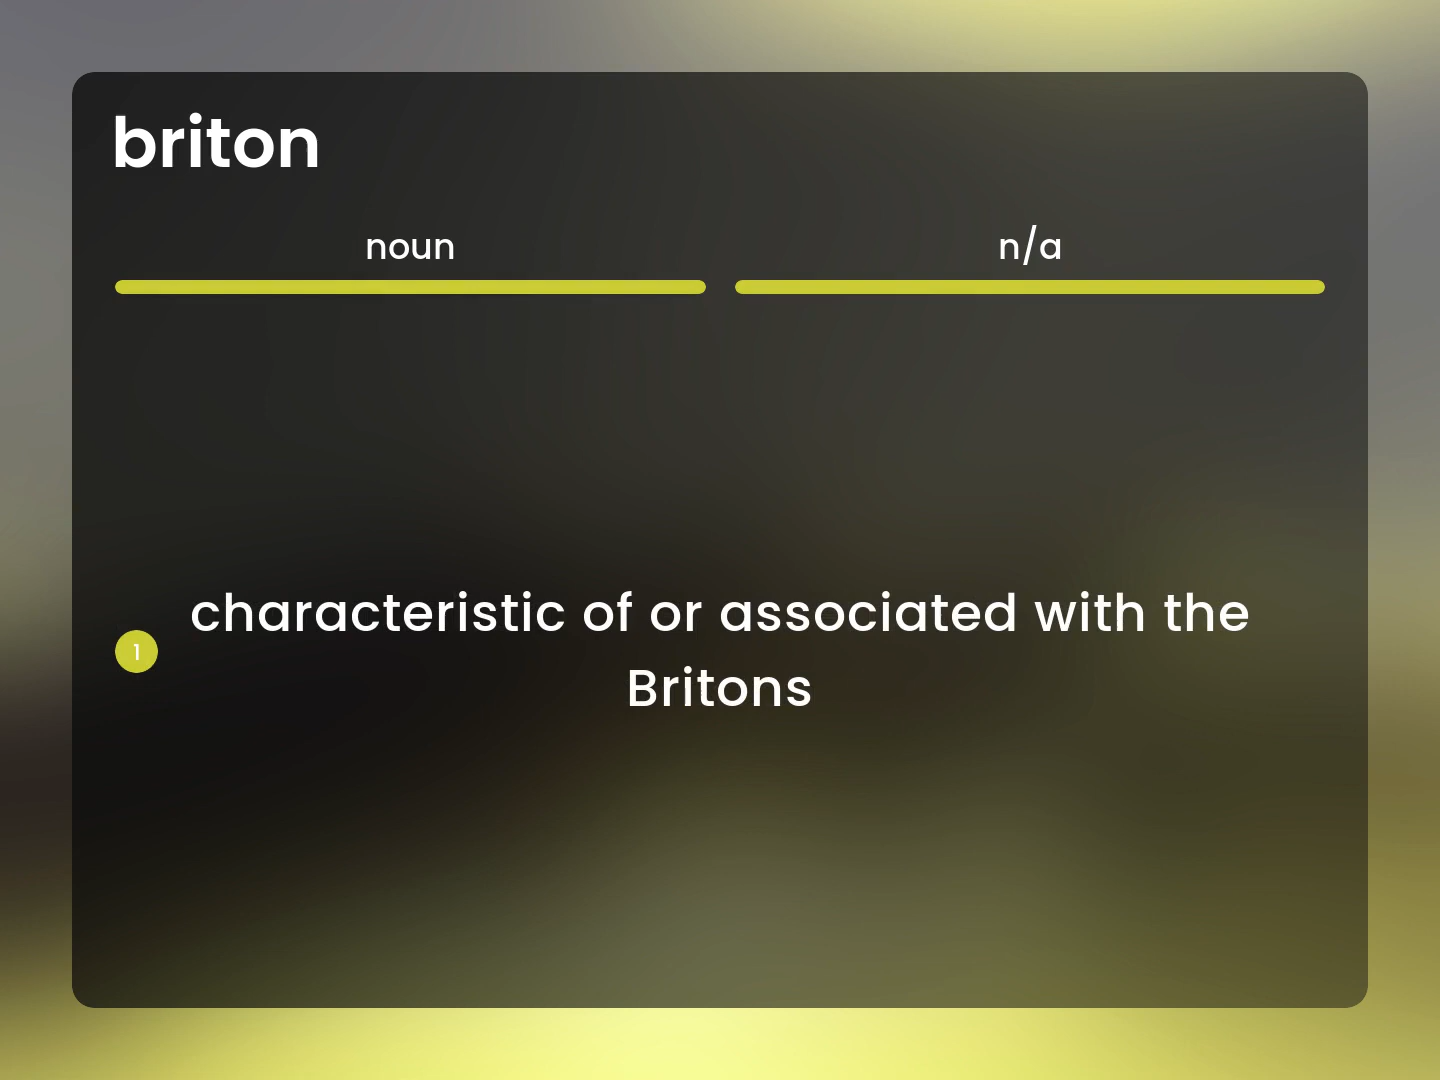 briton
noun
n/a
1
characteristic of or associated with the
Britons